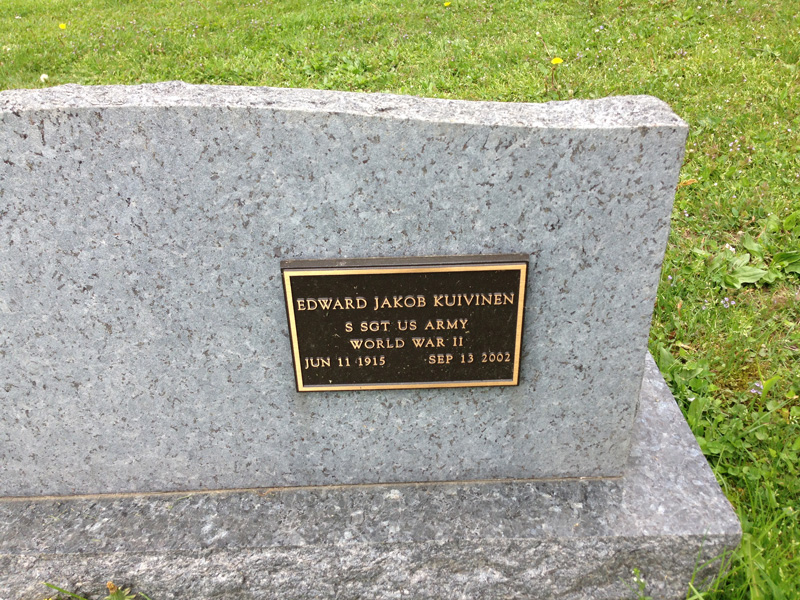 EDWARD JAKOB KUIVINEN
S SGT US ARMY
WORLD WAR II
JUN 11 1915 SEP 13 2002